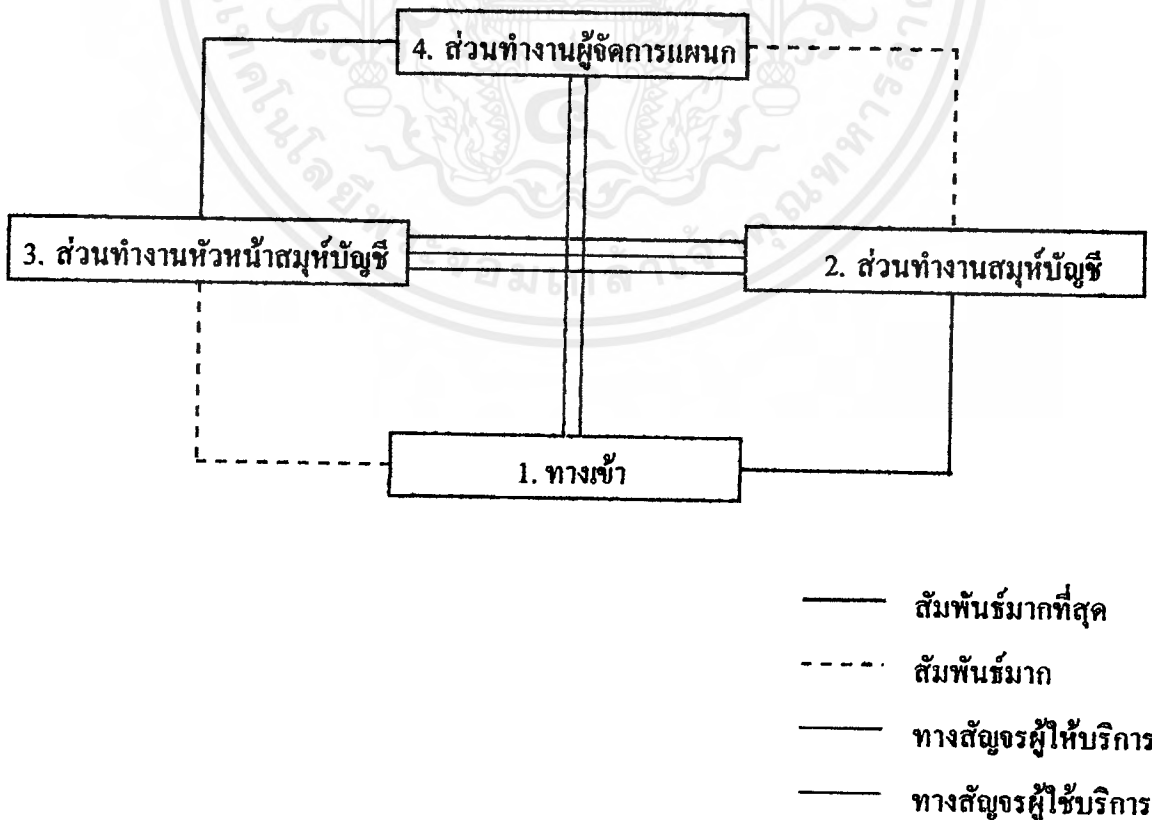 4. ส่วนทำงานผู้จัดการแผนก
3. ส่วนทำงานหัวหน้าสมุห์บัญชี
2. ส่วนทำงานสมุห์บัญชี
1. ทางเข้า
สัมพันธ์มากที่สุด
สัมพันธ์มาก
ทางสัญจรผู้ให้บริการ
ทางสัญจรผู้ใช้บริการ